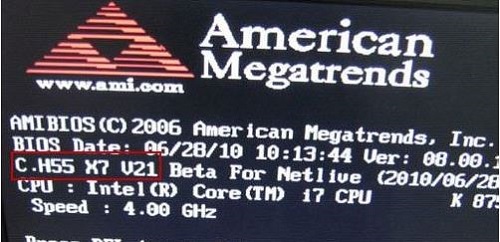 American
Megatrends
www.ami.com
AMIBIOS(C) 2006 American Megatrends, Inc.
BIOS Date: 06/28/10 10:13:44 Ver: 08.00.
C.H55 X7 V21 Beta For Netlive (2010/06/28
CPU : Intel(R) Core(TM) i7 CPU K 875
Speed : 4.00 GHz